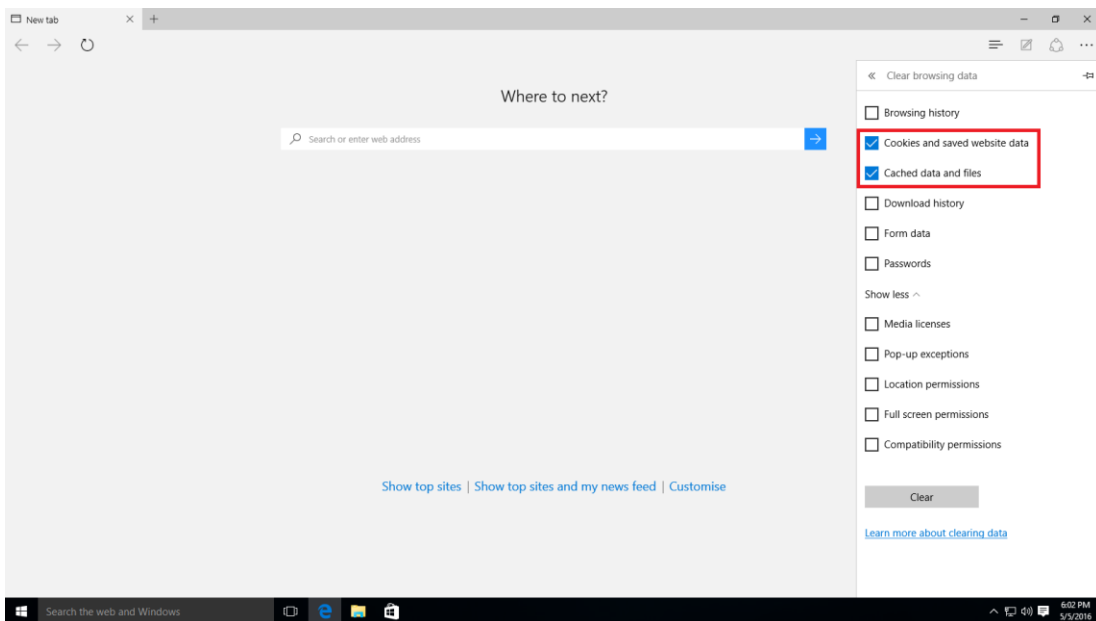 New tab
Where to next?
Search or enter web address
Show top sites | Show top sites and my news feed | Customise
Clear browsing data
Browsing history
Cookies and saved website data
Cached data and files
Download history
Form data
Passwords
Show less
Media licenses
Pop-up exceptions
Location permissions
Full screen permissions
Compatibility permissions
Clear
Learn more about clearing data
Search the web and Windows
6:02 PM
5/5/2016